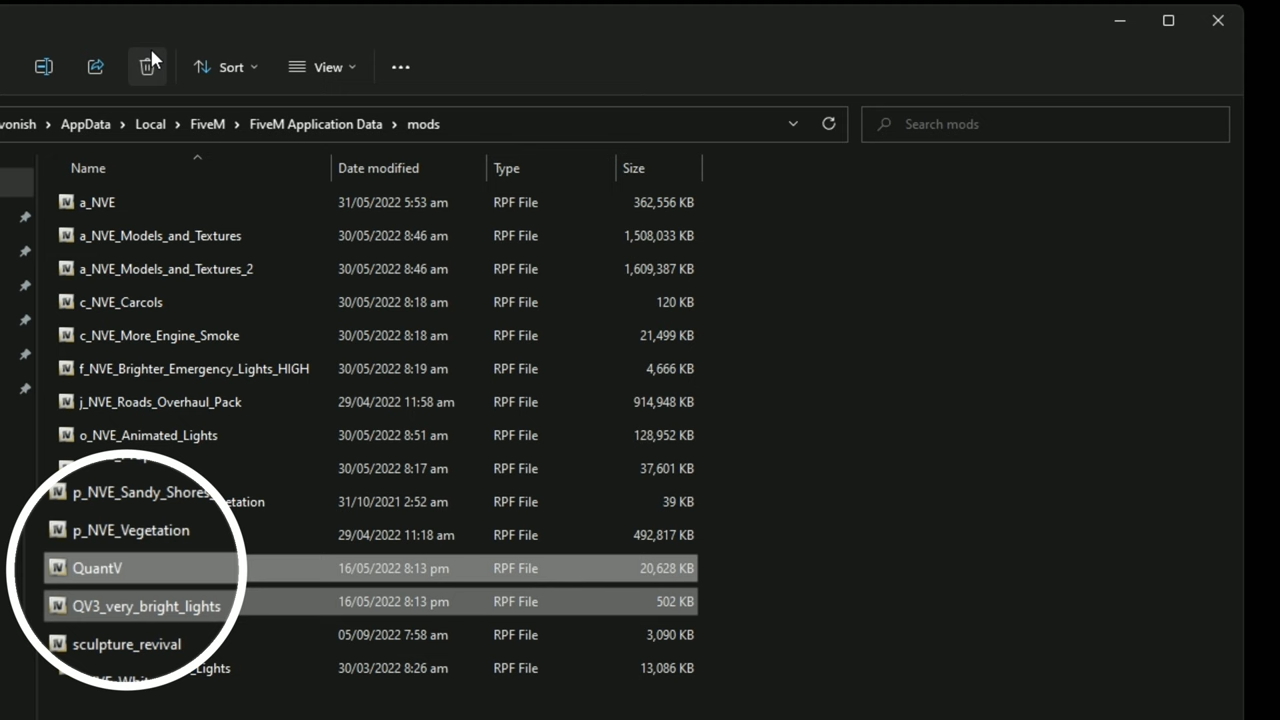 Sort View
vonish > AppData > Local > FiveM > FiveM Application Data > mods Search mods
Name Date modified Type Size
a_NVE 31/05/2022 5:53 am RPF File 362,556 KB
a_NVE_Models_and_Textures 30/05/2022 8:46 am RPF File 1,508,033 KB
a_NVE_Models_and_Textures_2 30/05/2022 8:46 am RPF File 1,609,387 KB
c_NVE_Carcols 30/05/2022 8:18 am RPF File 120 KB
c_NVE_More_Engine_Smoke 30/05/2022 8:18 am RPF File 21,499 KB
f_NVE_Brighter_Emergency_Lights_HIGH 30/05/2022 8:19 am RPF File 4,666 KB
j_NVE_Roads_Overhaul_Pack 29/04/2022 11:58 am RPF File 914,948 KB
o_NVE_Animated_Lights 30/05/2022 8:51 am RPF File 128,952 KB
30/05/2022 8:17 am RPF File 37,601 KB
p_NVE_Sandy_Shores_ etation 31/10/2021 2:52 am RPF File 39 KB
p_NVE_Vegetation 29/04/2022 11:18 am RPF File 492,817 KB
QuantV 16/05/2022 8:13 pm RPF File 20,628 KB
QV3_very_bright_lights 16/05/2022 8:13 pm RPF File 502 KB
sculpture_revival 05/09/2022 7:58 am RPF File 3,090 KB
Lights 30/03/2022 8:26 am RPF File 13,086 KB